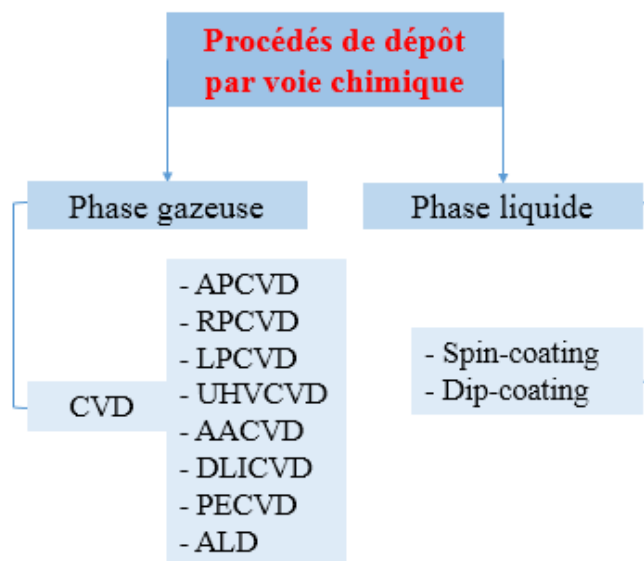 Procédés de dépôt
par voie chimique
Phase gazeuse
Phase liquide
CVD
- APCVD
- RPCVD
- LPCVD
- UHVCVD
- AACVD
- DLICVD
- PECVD
- ALD
- Spin-coating
- Dip-coating